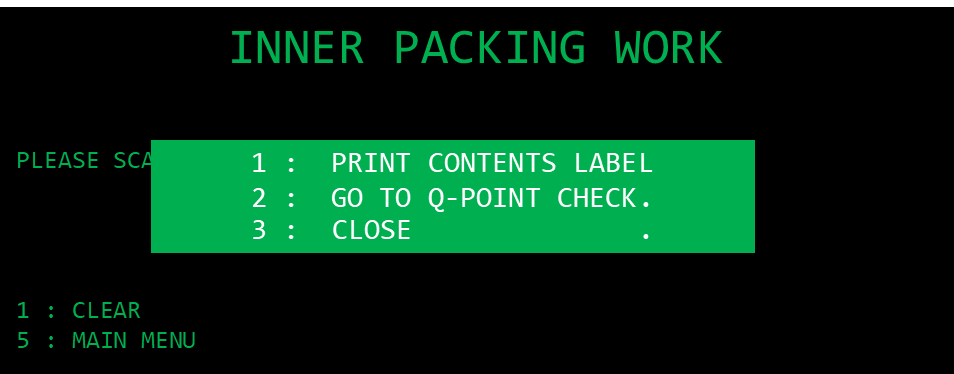 INNER PACKING WORK
PLEASE SCA
1 : PRINT CONTENTS LABEL
2 : GO TO Q-POINT CHECK.
3 : CLOSE .
1 : CLEAR
5 : MAIN MENU